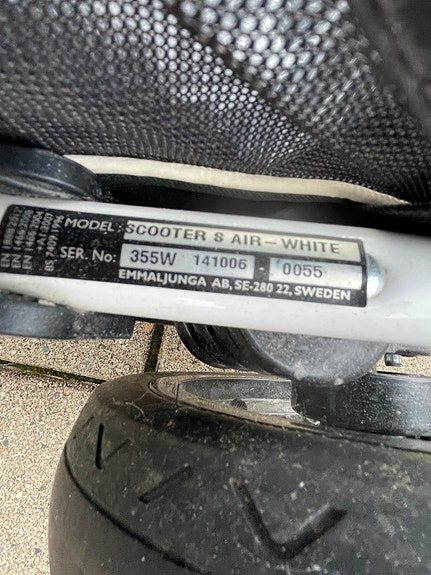 MODEL: SCOOTER S AIR-WHITE
SER. No: 355W 141006 - 0055
EMMALJUNGA AB, SE-280 22, SWEDEN